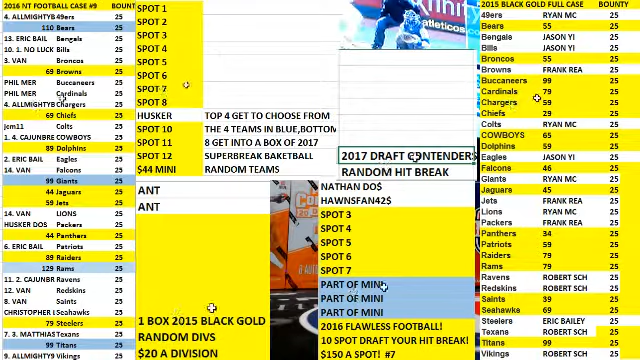 2016 NT FOOTBALL CASE #9 BOUNT
4. ALLMIGHTYB 49ers 25
110 Bears 25
13. ERIC BAIL Bengals 25
10. 1. NO LUCK Bills 25
3. VAN Broncos 25
69 Browns 25
PHIL MER Buccaneers 25
PHIL MER Cardinals 25
4. ALLMIGHTYB Chargers 25
CHIEFS Chiefs 25
jcm11 Colts 25
1. 4. CAJUNBRE COWBOYS 25
89 Dolphins 25
2. ERIC BAIL Eagles 25
14. VAN Falcons 25
99 Giants 25
44 Jaguars 25
59 Jets 25
14. VAN LIONS 25
HUSKER DOS Packers 25
44 Panthers 25
6. ERIC BAIL Patriots 25
89 Raiders 25
129 Rams 25
11. 2. CAJUNBR Ravens 25
12. VAN Redskins 25
8. VAN Saints 25
CHRISTOPHER Seahawks 25
79 Steelers 25
7. 3. MATTHIAS Texans 25
99 Titans 25
9. ALLMIGHTYB Vikings 25
SPOT 1
SPOT 2
SPOT 3
SPOT 4
SPOT 5
SPOT 6
SPOT 7
SPOT 8
HUSKER TOP 4 GET TO CHOOSE FROM
SPOT 10 THE 4 TEAMS IN BLUE,BOTTOM
SPOT 11 8 GET INTO A BOX OF 2017
SPOT 12 SUPERBREAK BAKETBALL
$44 MINI RANDOM TEAMS
ANT
ANT
1 BOX 2015 BLACK GOLD
RANDOM DIVS
$20 A DIVISION
atleticos.
2017 DRAFT CONTENDERS
RANDOM HIT BREAK
NATHAN DO$
HAWNSFAN42$
SPOT 3
SPOT 4
SPOT 5
SPOT 6
SPOT 7
PART OF MINI
PART OF MINI
PART OF MINI
2016 FLAWLESS FOOTBALL!
10 SPOT DRAFT YOUR HIT BREAK!
$150 A SPOT! #7
2015 BLACK GOLD FULL CASE BOUNTY
49ers RYAN MC 25
Bears 55 25
Bengals JASON YI 25
Bills JASON YI 25
Broncos 55 25
Browns FRANK REA 25
Buccaneers 99 25
Cardinals 79 25
Chargers 59 25
Chiefs 29 25
Colts RYAN MC 25
COWBOYS 65 25
Dolphins 59 25
Eagles JASON YI 25
Falcons 46 25
Giants RYAN MC 25
Jaguars 45 25
Jets FRANK REA 25
Lions RYAN MC 25
Packers FRANK REA 25
Panthers 34 25
Patriots 59 25
Raiders 79 25
Rams 79 25
Ravens ROBERT SCH 25
Redskins ROBERT SCH 25
Saints 39 25
Seahawks 69 25
Steelers ERIC BAILEY 25
Texans ROBERT SCH 25
Titans 99 25
Vikings ROBERT SCH 25